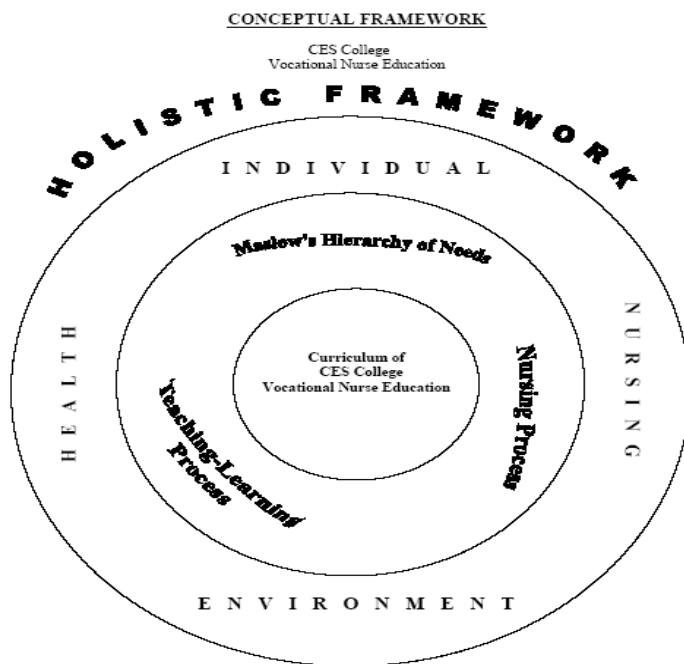 CONCEPTUAL FRAMEWORK
CES College
Vocational Nurse Education
HOLISTIC FRAMEWORK
INDIVIDUAL
Maslow's Hierarchy of Needs
HEALTH
NURSING
Curriculum of
CES College
Vocational Nurse Education
Teaching-Learning
Process
Nursing Process
ENVIRONMENT